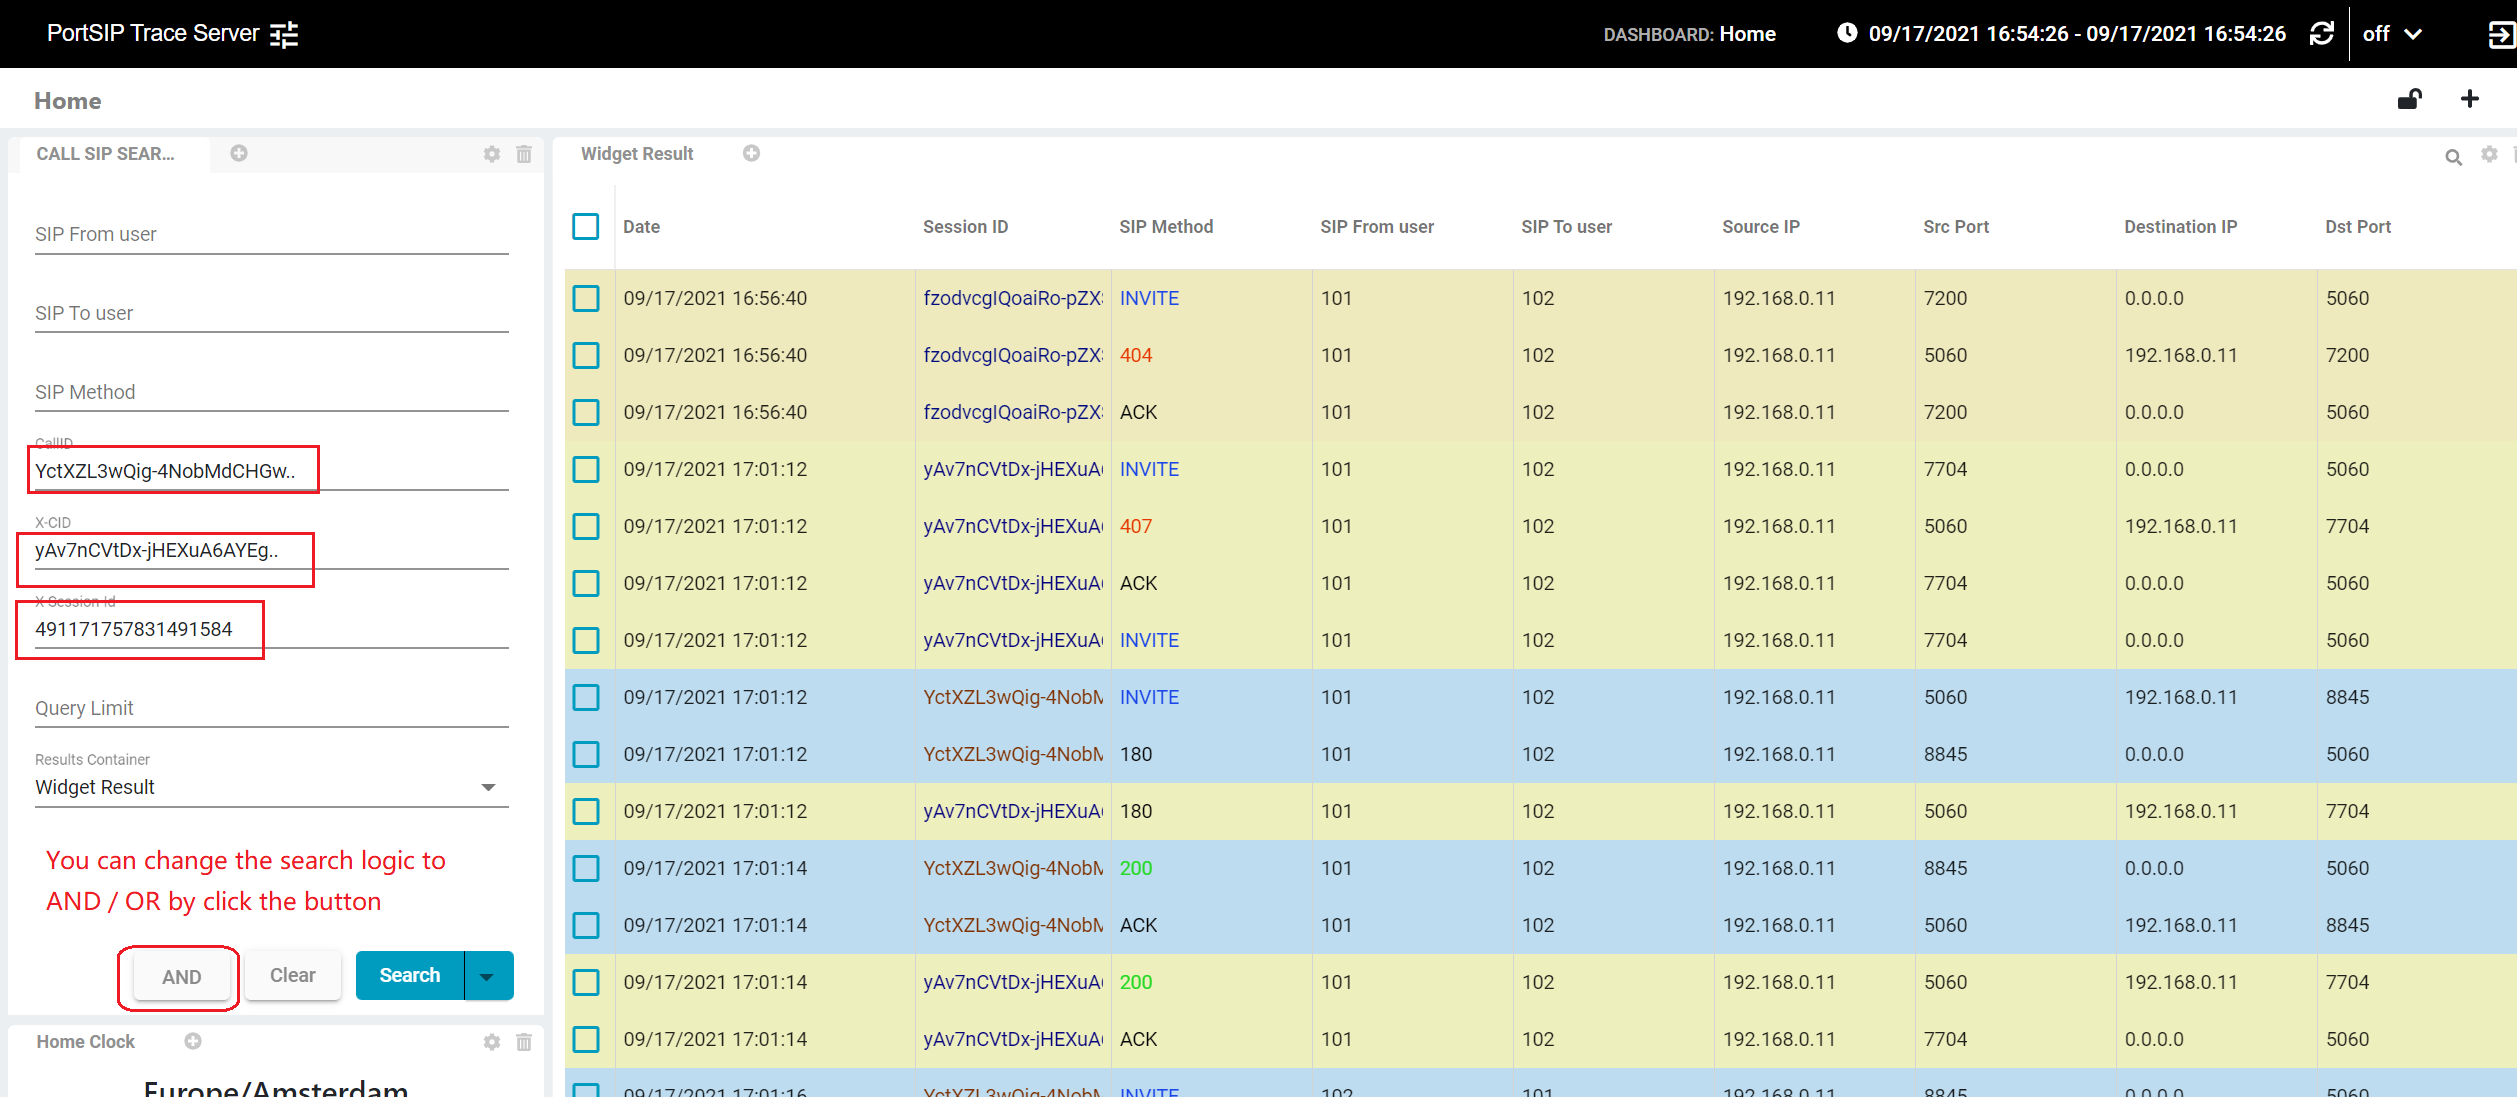 PortSIP Trace Server
DASHBOARD: Home
09/17/2021 16:54:26 - 09/17/2021 16:54:26
off
Home
CALL SIP SEAR...
Widget Result
SIP From user
SIP To user
SIP Method
CallID
YctXZL3wQig-4NobMdCHGw..
X-CID
yAv7nCVtDx-jHEXuA6AYEg..
X-Session Id
491171757831491584
Query Limit
Results Container
Widget Result
You can change the search logic to
AND / OR by click the button
AND
Clear
Search
Home Clock
Europe/Amsterdam
Date Session ID SIP Method SIP From user SIP To user Source IP Src Port Destination IP Dst Port
09/17/2021 16:56:40 fzodvcgIQoaiRo-pZX INVITE 101 102 192.168.0.11 7200 0.0.0.0 5060
09/17/2021 16:56:40 fzodvcgIQoaiRo-pZX 404 101 102 192.168.0.11 5060 192.168.0.11 7200
09/17/2021 16:56:40 fzodvcgIQoaiRo-pZX ACK 101 102 192.168.0.11 7200 0.0.0.0 5060
09/17/2021 17:01:12 yAv7nCVtDx-jHEXuA INVITE 101 102 192.168.0.11 7704 0.0.0.0 5060
09/17/2021 17:01:12 yAv7nCVtDx-jHEXuA 407 101 102 192.168.0.11 5060 192.168.0.11 7704
09/17/2021 17:01:12 yAv7nCVtDx-jHEXuA ACK 101 102 192.168.0.11 7704 0.0.0.0 5060
09/17/2021 17:01:12 yAv7nCVtDx-jHEXuA INVITE 101 102 192.168.0.11 7704 0.0.0.0 5060
09/17/2021 17:01:12 YctXZL3wQig-4NobM INVITE 101 102 192.168.0.11 5060 192.168.0.11 8845
09/17/2021 17:01:12 YctXZL3wQig-4NobM 180 101 102 192.168.0.11 8845 0.0.0.0 5060
09/17/2021 17:01:12 yAv7nCVtDx-jHEXuA 180 101 102 192.168.0.11 5060 192.168.0.11 7704
09/17/2021 17:01:14 YctXZL3wQig-4NobM 200 101 102 192.168.0.11 8845 0.0.0.0 5060
09/17/2021 17:01:14 YctXZL3wQig-4NobM ACK 101 102 192.168.0.11 5060 192.168.0.11 8845
09/17/2021 17:01:14 yAv7nCVtDx-jHEXuA 200 101 102 192.168.0.11 5060 192.168.0.11 7704
09/17/2021 17:01:14 yAv7nCVtDx-jHEXuA ACK 101 102 192.168.0.11 7704 0.0.0.0 5060
09/17/2021 17:01:16 YctXZL3wQig-4NobM INVITE 102 101 192.168.0.11 8845 0.0.0.0 5060